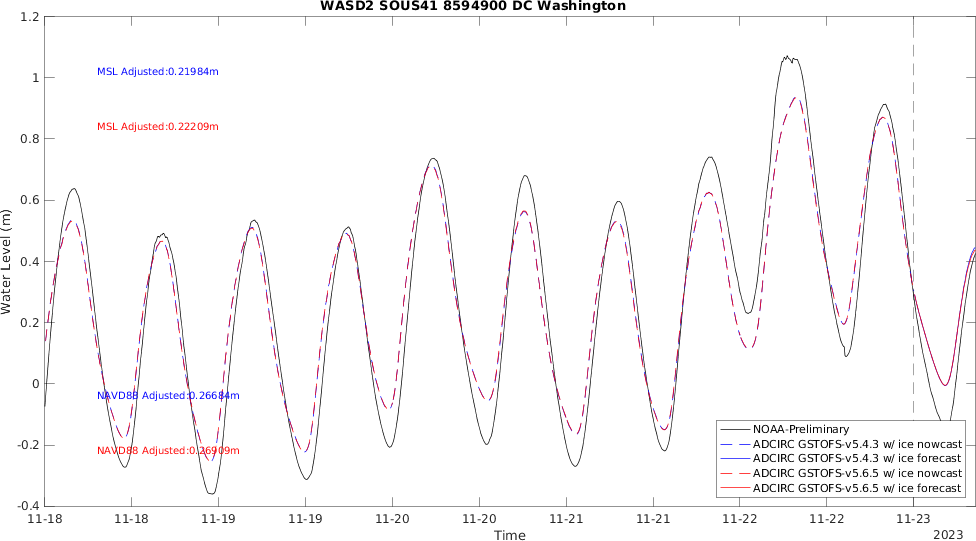 WASD2 SOUS41 8594900 DC Washington
1.2
1
0.8
0.6
0.4
0.2
0
-0.2
-0.4
Water Level (m)
MSL Adjusted:0.21984m
MSL Adjusted:0.22209m
NAVD88 Adjusted:0.26684m
NAVD88 Adjusted:0.26909m
NOAA-Preliminary
ADCIRC GSTOFS-v5.4.3 w/ ice nowcast
ADCIRC GSTOFS-v5.4.3 w/ ice forecast
ADCIRC GSTOFS-v5.6.5 w/ ice nowcast
ADCIRC GSTOFS-v5.6.5 w/ ice forecast
11-18 11-18 11-19 11-19 11-20 11-20 11-21 11-21 11-22 11-22 11-23
Time
2023